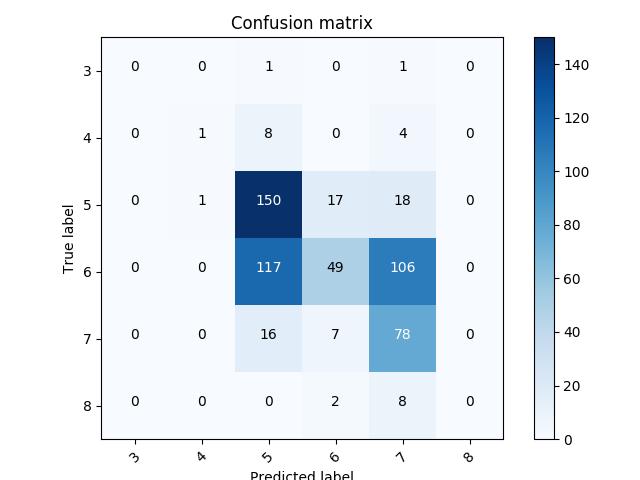 Confusion matrix
3 0 0 1 0 1 0
4 0 1 8 0 4 0
5 0 1 150 17 18 0
6 0 0 117 49 106 0
7 0 0 16 7 78 0
8 0 0 0 2 8 0
3 4 5 6 7 8
True label
Predicted label
140
120
100
80
60
40
20
0